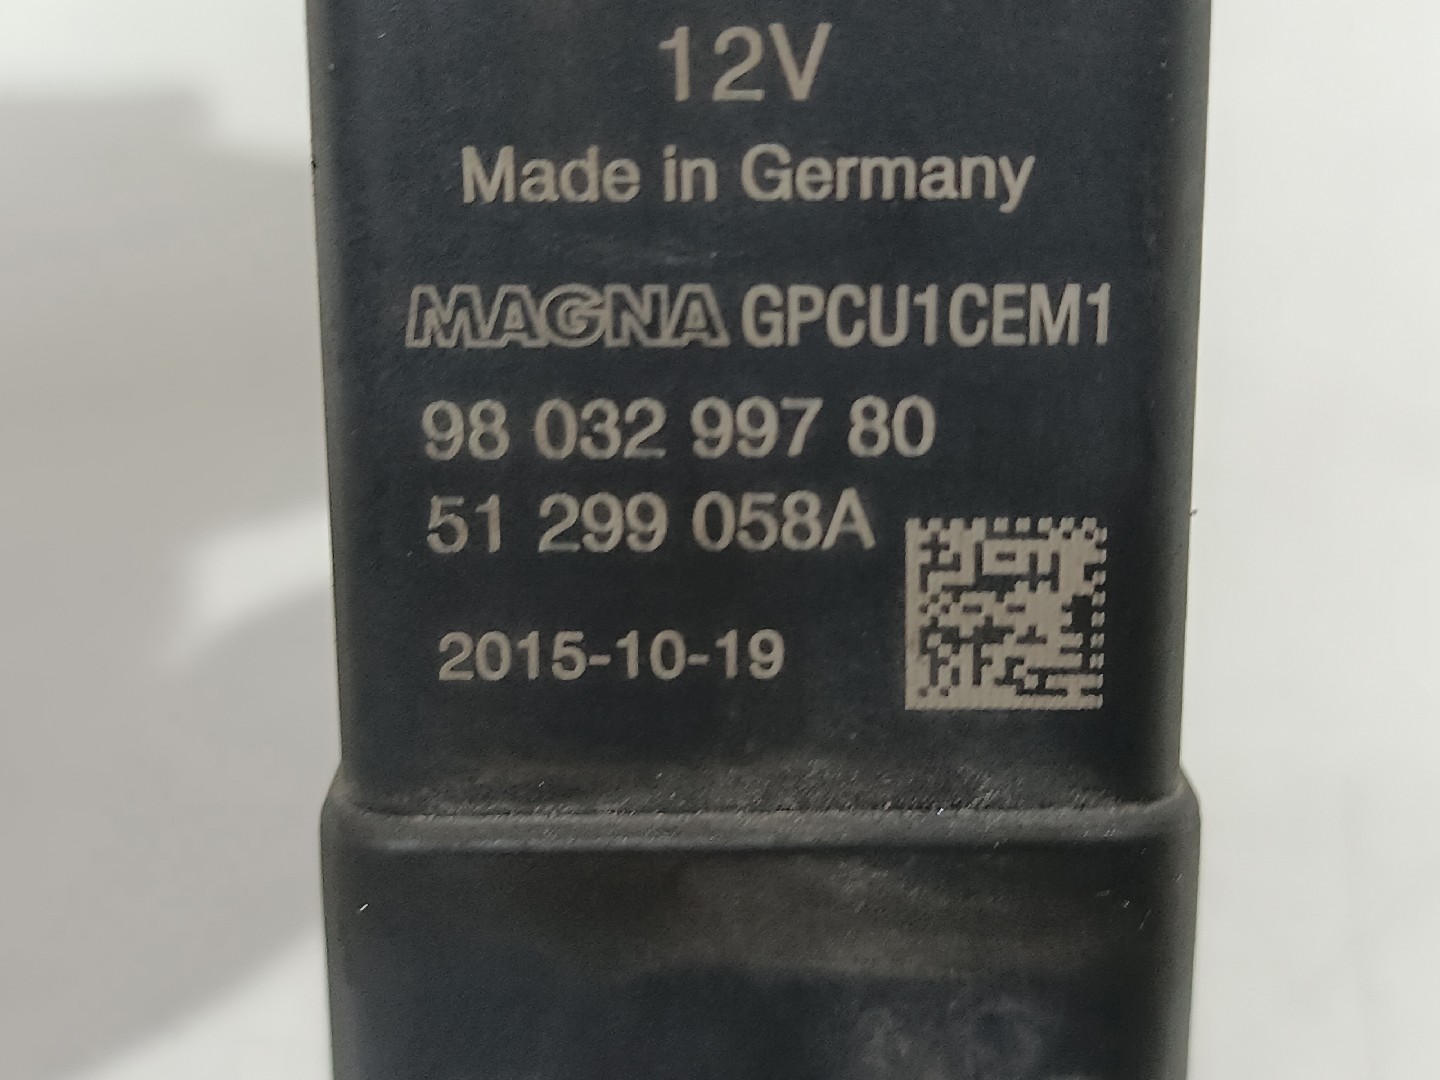 12V
Made in Germany
MAGNA GPCU1CEM1
98 032 997 80
51 299 058A
2015-10-19